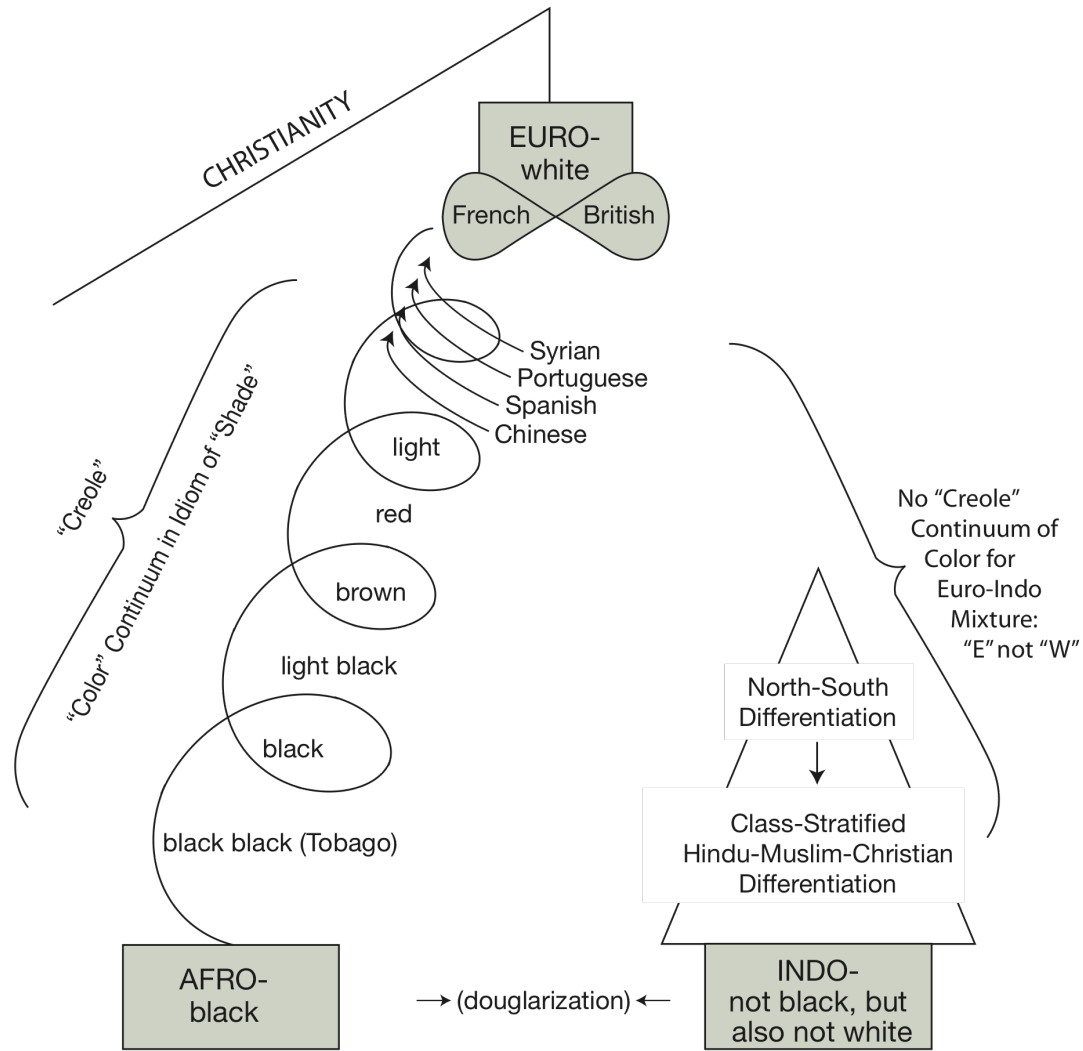 CHRISTIANITY
EURO-
white
French
British
Syrian
Portuguese
Spanish
Chinese
light
red
brown
light black
black
black black (Tobago)
“Creole”
“Color” Continuum in Idiom of “Shade”
No “Creole”
Continuum of
Color for
Euro-Indo
Mixture:
“E” not “W”
North-South
Differentiation
Class-Stratified
Hindu-Muslim-Christian
Differentiation
AFRO-
black
(douglarization)
INDO-
not black, but
also not white